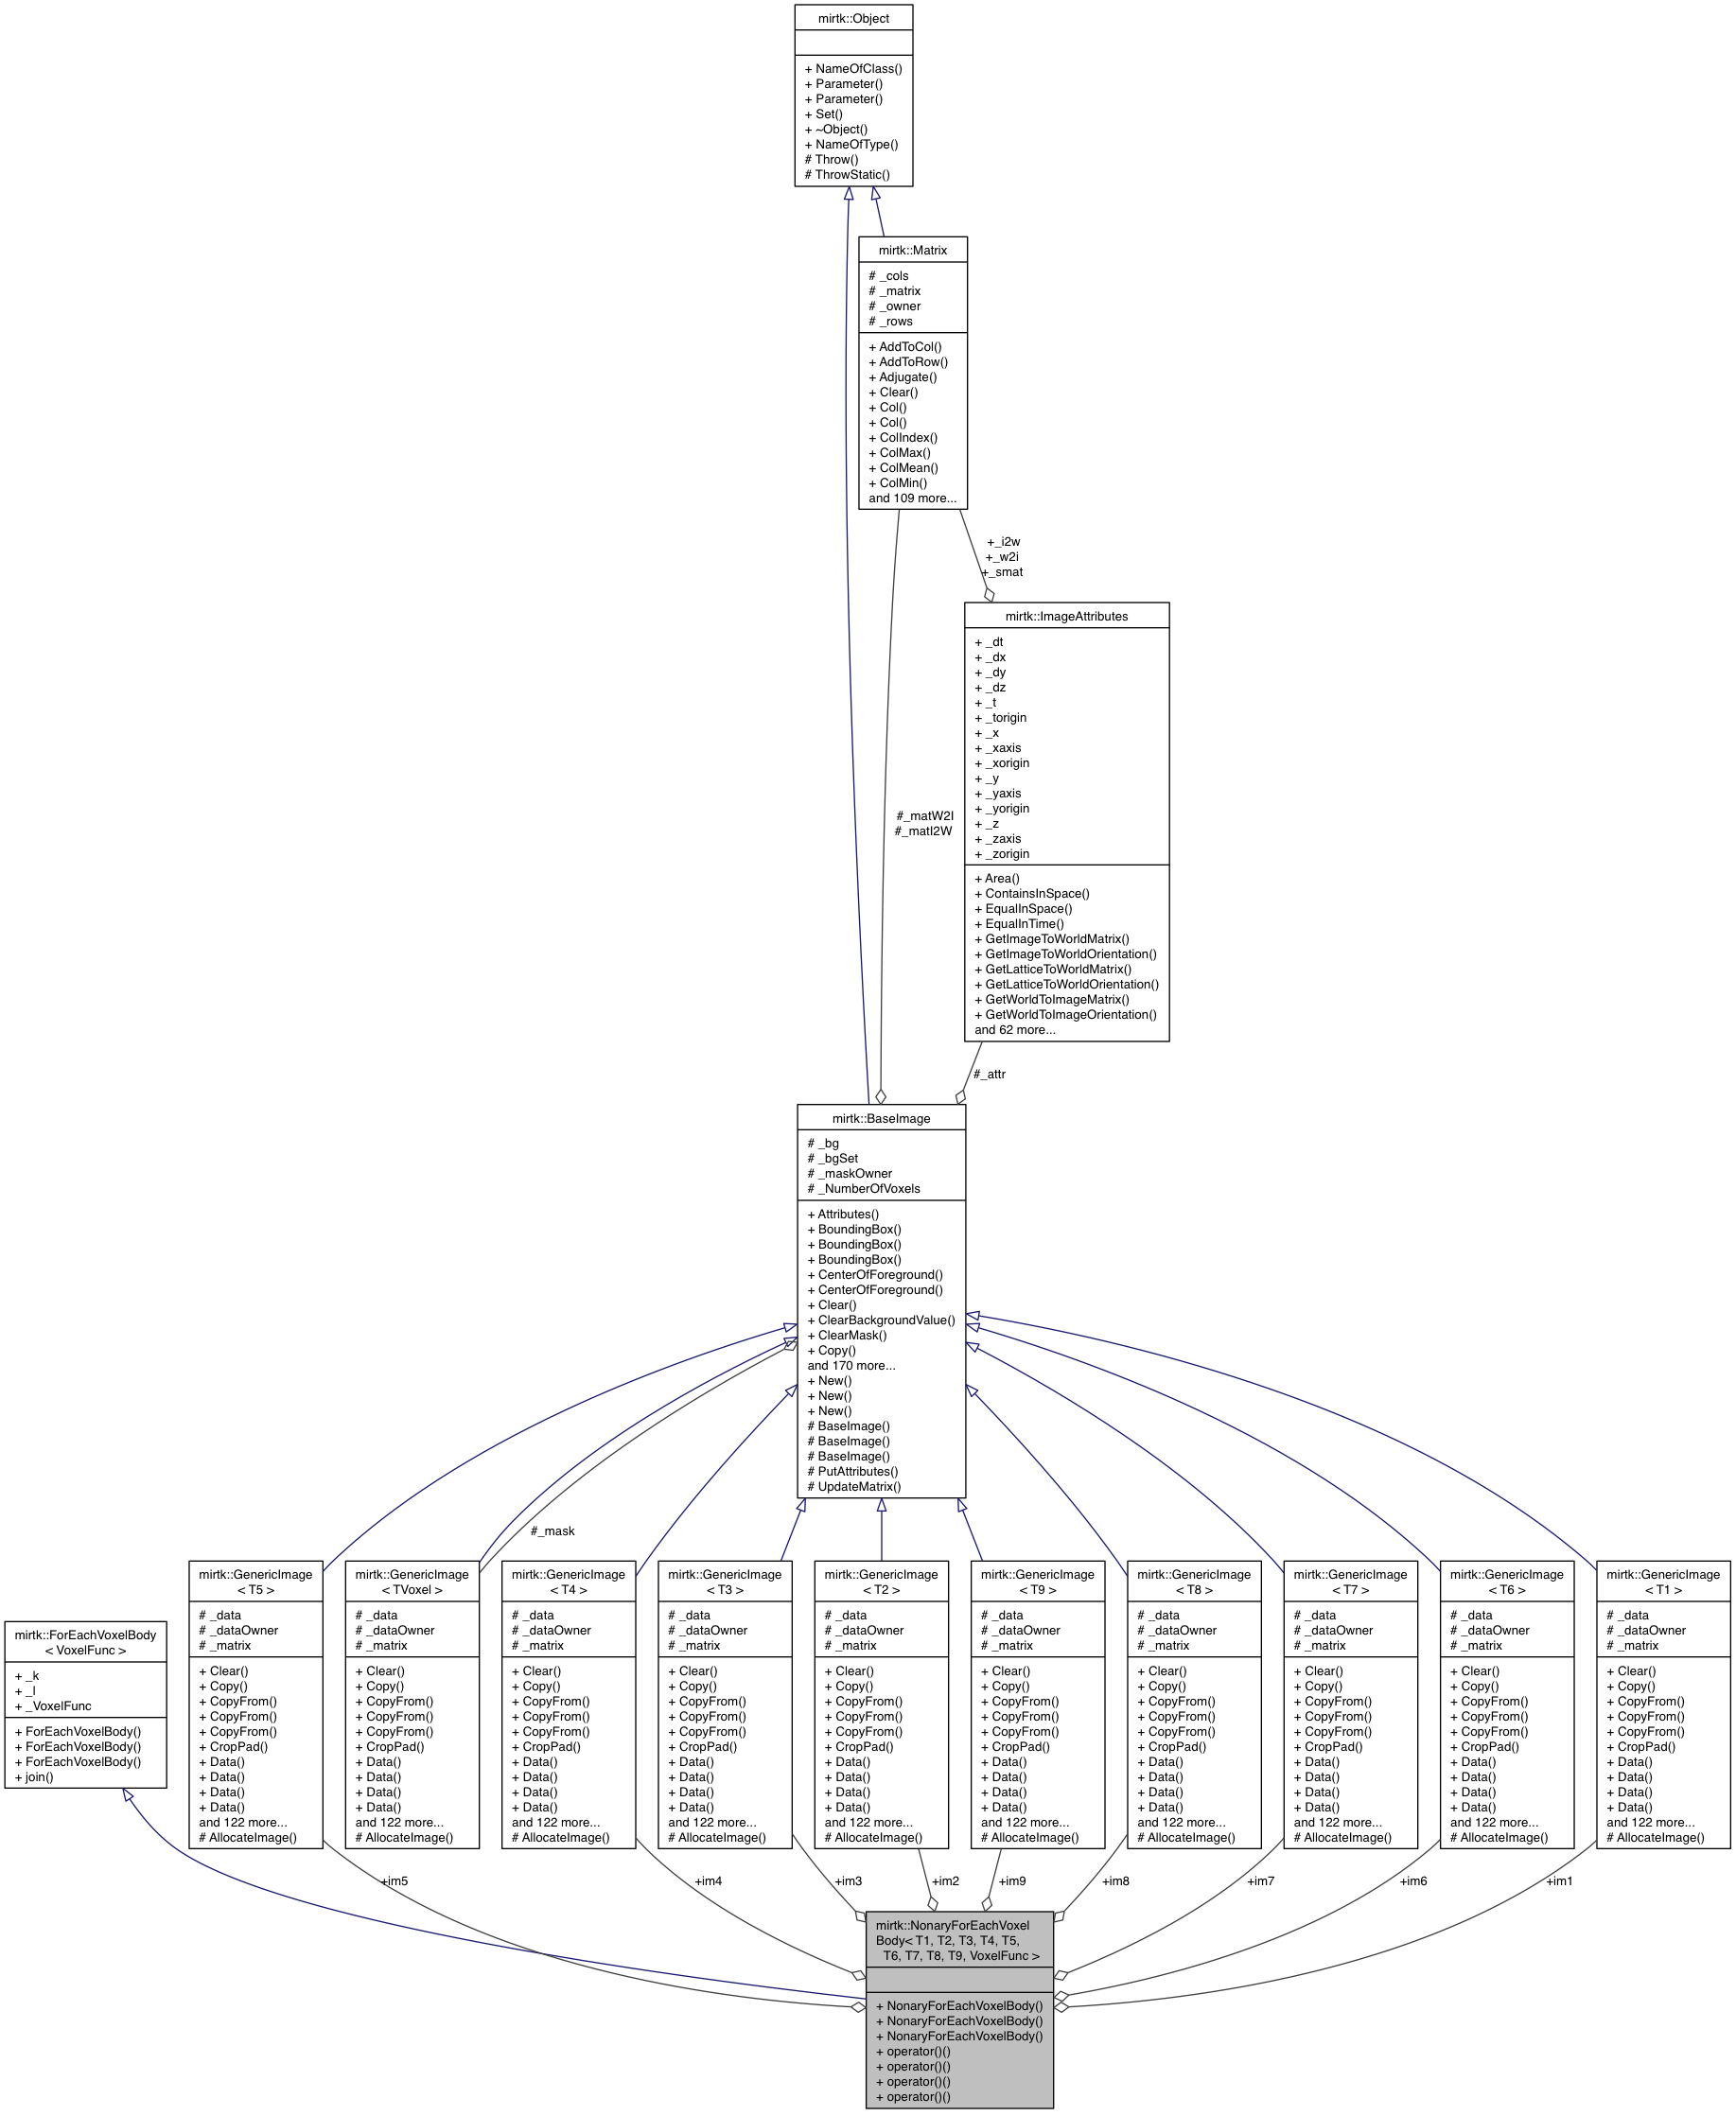 mirtk::Object
+ NameOfClass()
+ Parameter()
+ Parameter()
+ Set()
+ ~Object()
+ NameOfType()
# Throw()
# ThrowStatic()
mirtk::Matrix
# _cols
# _matrix
# _owner
# _rows
+ AddToCol()
+ AddToRow()
+ Adjugate()
+ Clear()
+ Col()
+ Col()
+ ColIndex()
+ ColMax()
+ ColMean()
+ ColMin()
and 109 more...
+_i2w
+_w2i
+_smat
mirtk::ImageAttributes
+ _dt
+ _dx
+ _dy
+ _dz
+ _t
+ _torigin
+ _x
+ _xaxis
+ _xorigin
+ _y
+ _yaxis
+ _yorigin
+ _z
+ _zaxis
+ _zorigin
+ Area()
+ ContainsInSpace()
+ EqualInSpace()
+ EqualInTime()
+ GetImageToWorldMatrix()
+ GetImageToWorldOrientation()
+ GetLatticeToWorldMatrix()
+ GetLatticeToWorldOrientation()
+ GetWorldToImageMatrix()
+ GetWorldToImageOrientation()
and 62 more...
#_matW2I
#_matI2W
#_attr
mirtk::BaseImage
# _bg
# _bgSet
# _maskOwner
# _NumberOfVoxels
+ Attributes()
+ BoundingBox()
+ BoundingBox()
+ BoundingBox()
+ CenterOfForeground()
+ CenterOfForeground()
+ Clear()
+ ClearBackgroundValue()
+ ClearMask()
+ Copy()
and 170 more...
+ New()
+ New()
+ New()
# BaseImage()
# BaseImage()
# BaseImage()
# PutAttributes()
# UpdateMatrix()
#_mask
mirtk::ForEachVoxelBody
< VoxelFunc >
+ _k
+ _l
+ _VoxelFunc
+ ForEachVoxelBody()
+ ForEachVoxelBody()
+ ForEachVoxelBody()
+ join()
mirtk::GenericImage
< T5 >
# _data
# _dataOwner
# _matrix
+ Clear()
+ Copy()
+ CopyFrom()
+ CopyFrom()
+ CopyFrom()
+ CropPad()
+ Data()
+ Data()
+ Data()
+ Data()
and 122 more...
# AllocateImage()
mirtk::GenericImage
< TVoxel >
# _data
# _dataOwner
# _matrix
+ Clear()
+ Copy()
+ CopyFrom()
+ CopyFrom()
+ CopyFrom()
+ CropPad()
+ Data()
+ Data()
+ Data()
+ Data()
and 122 more...
# AllocateImage()
mirtk::GenericImage
< T4 >
# _data
# _dataOwner
# _matrix
+ Clear()
+ Copy()
+ CopyFrom()
+ CopyFrom()
+ CopyFrom()
+ CropPad()
+ Data()
+ Data()
+ Data()
+ Data()
and 122 more...
# AllocateImage()
mirtk::GenericImage
< T3 >
# _data
# _dataOwner
# _matrix
+ Clear()
+ Copy()
+ CopyFrom()
+ CopyFrom()
+ CopyFrom()
+ CropPad()
+ Data()
+ Data()
+ Data()
+ Data()
and 122 more...
# AllocateImage()
mirtk::GenericImage
< T2 >
# _data
# _dataOwner
# _matrix
+ Clear()
+ Copy()
+ CopyFrom()
+ CopyFrom()
+ CopyFrom()
+ CropPad()
+ Data()
+ Data()
+ Data()
+ Data()
and 122 more...
# AllocateImage()
mirtk::GenericImage
< T9 >
# _data
# _dataOwner
# _matrix
+ Clear()
+ Copy()
+ CopyFrom()
+ CopyFrom()
+ CopyFrom()
+ CropPad()
+ Data()
+ Data()
+ Data()
+ Data()
and 122 more...
# AllocateImage()
mirtk::GenericImage
< T8 >
# _data
# _dataOwner
# _matrix
+ Clear()
+ Copy()
+ CopyFrom()
+ CopyFrom()
+ CopyFrom()
+ CropPad()
+ Data()
+ Data()
+ Data()
+ Data()
and 122 more...
# AllocateImage()
mirtk::GenericImage
< T7 >
# _data
# _dataOwner
# _matrix
+ Clear()
+ Copy()
+ CopyFrom()
+ CopyFrom()
+ CopyFrom()
+ CropPad()
+ Data()
+ Data()
+ Data()
+ Data()
and 122 more...
# AllocateImage()
mirtk::GenericImage
< T6 >
# _data
# _dataOwner
# _matrix
+ Clear()
+ Copy()
+ CopyFrom()
+ CopyFrom()
+ CopyFrom()
+ CropPad()
+ Data()
+ Data()
+ Data()
+ Data()
and 122 more...
# AllocateImage()
mirtk::GenericImage
< T1 >
# _data
# _dataOwner
# _matrix
+ Clear()
+ Copy()
+ CopyFrom()
+ CopyFrom()
+ CopyFrom()
+ CropPad()
+ Data()
+ Data()
+ Data()
+ Data()
and 122 more...
# AllocateImage()
+im5
+im4
+im3
+im2
+im9
+im8
+im7
+im6
+im1
mirtk::NonaryForEachVoxel
Body< T1, T2, T3, T4, T5,
T6, T7, T8, T9, VoxelFunc >
+ NonaryForEachVoxelBody()
+ NonaryForEachVoxelBody()
+ NonaryForEachVoxelBody()
+ operator()()
+ operator()()
+ operator()()
+ operator()()